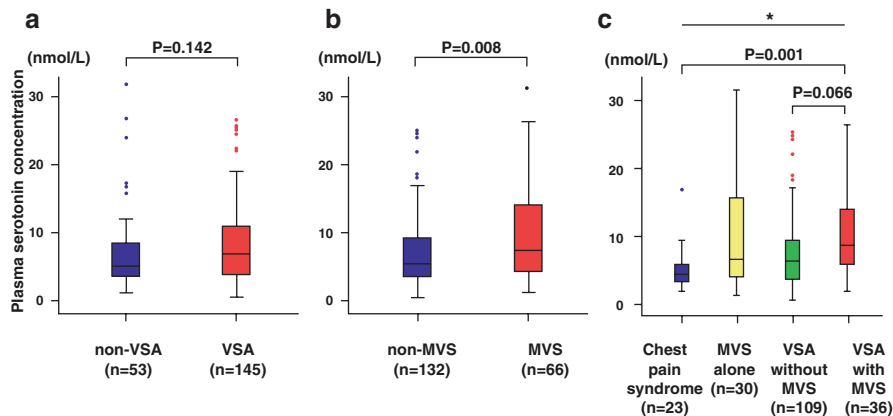 a
b
c
(nmol/L)
P=0.142
(nmol/L)
P=0.008
(nmol/L)
*
P=0.001
P=0.066
Plasma serotonin concentration
30
20
10
0
30
20
10
0
30
20
10
0
non-VSA
(n=53)
VSA
(n=145)
non-MVS
(n=132)
MVS
(n=66)
Chest
pain
syndrome
(n=23)
MVS
alone
(n=30)
VSA
without
MVS
(n=109)
VSA
with
MVS
(n=36)